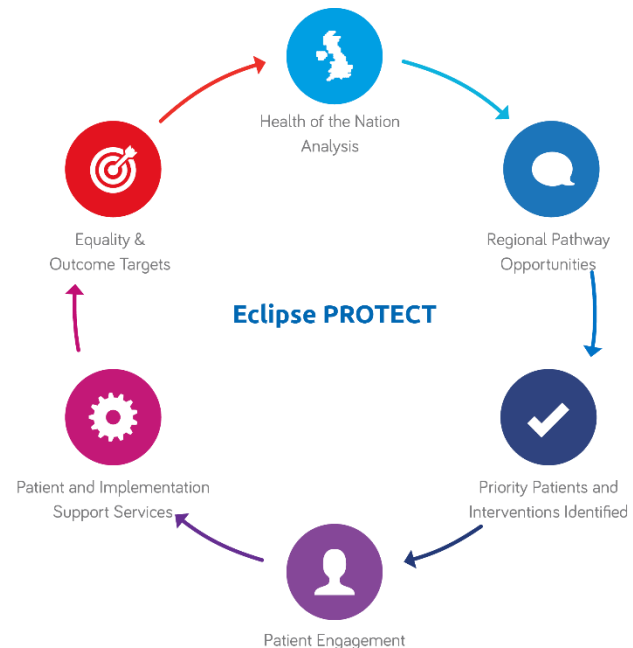 Health of the Nation
Analysis
Regional Pathway
Opportunities
Equality &
Outcome Targets
Eclipse PROTECT
Priority Patients and
Interventions Identified
Patient and Implementation
Support Services
Patient Engagement